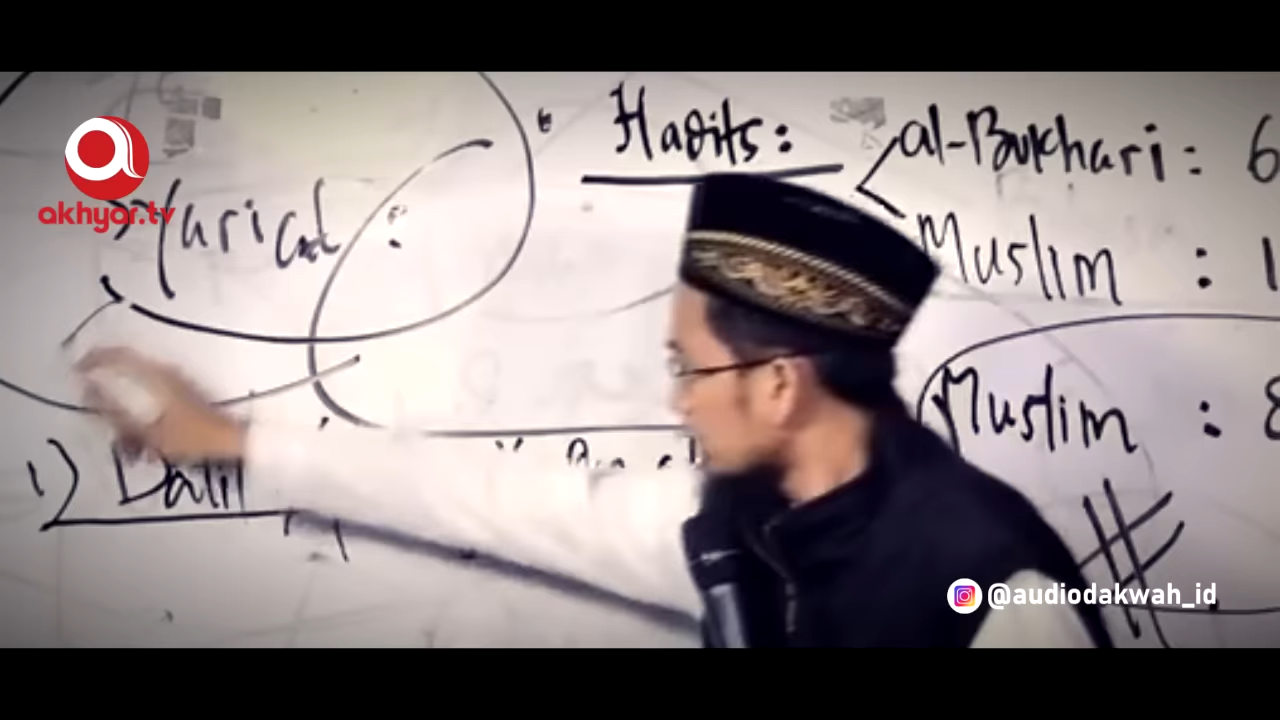 Hadits:
al-Bukhari : 6
Muslim : 1
akhyar.tv
Syariat :
Muslim : 8
1) Dalil
@audiodakwah_id